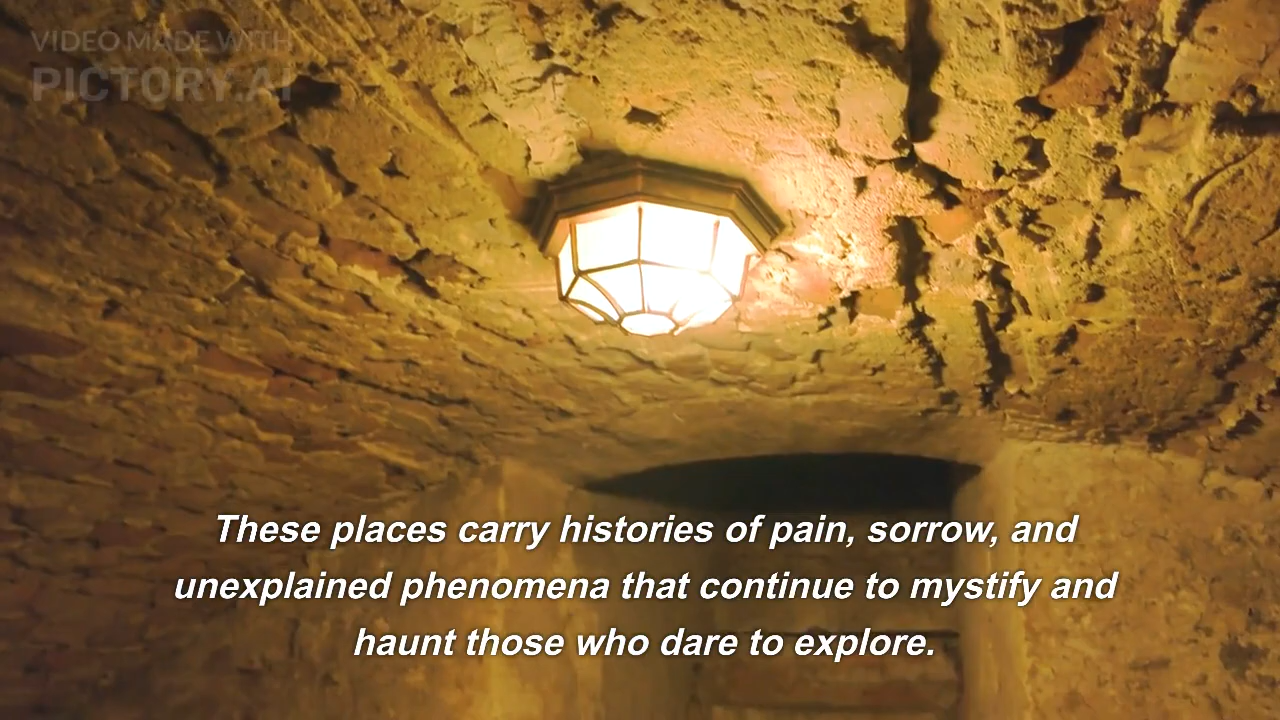 VIDEO MADE WITH
PICTORY.AI
These places carry histories of pain, sorrow, and
unexplained phenomena that continue to mystify and
haunt those who dare to explore.